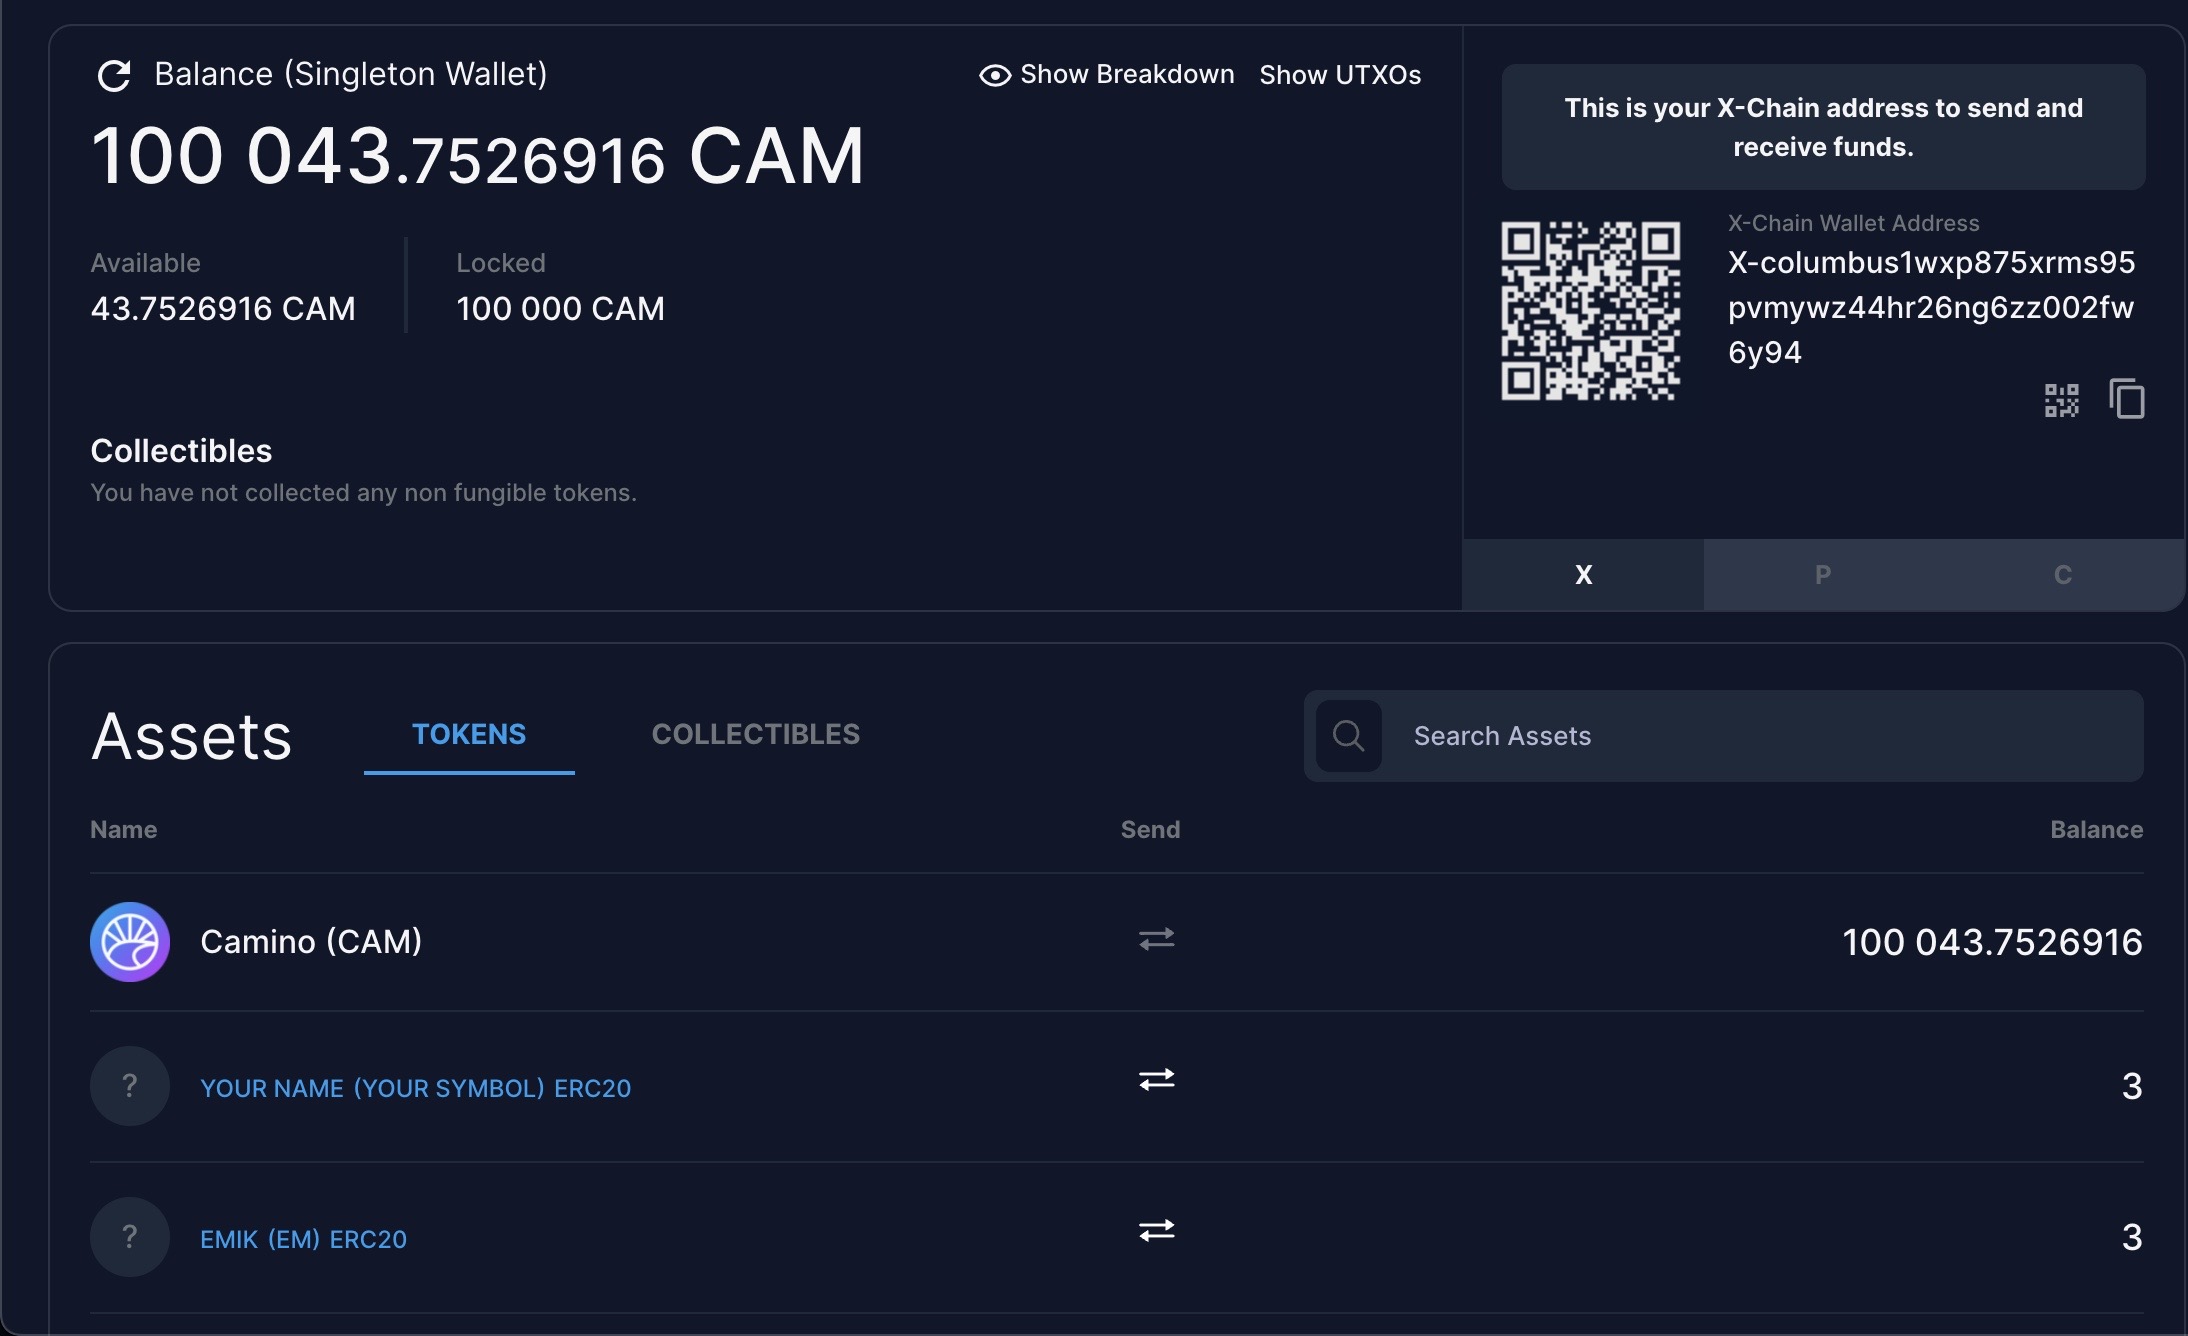 Balance (Singleton Wallet)
Show Breakdown
Show UTXOs
100 043.7526916 CAM
Available
43.7526916 CAM
Locked
100 000 CAM
Collectibles
You have not collected any non fungible tokens.
This is your X-Chain address to send and
receive funds.
X-Chain Wallet Address
X-columbus1wxp875xrms95
pvmywz44hr26ng6zz002fw
6y94
X
P
C
Assets
TOKENS
COLLECTIBLES
Search Assets
Name
Send
Balance
Camino (CAM)
100 043.7526916
?
YOUR NAME (YOUR SYMBOL) ERC20
3
?
EMIK (EM) ERC20
3